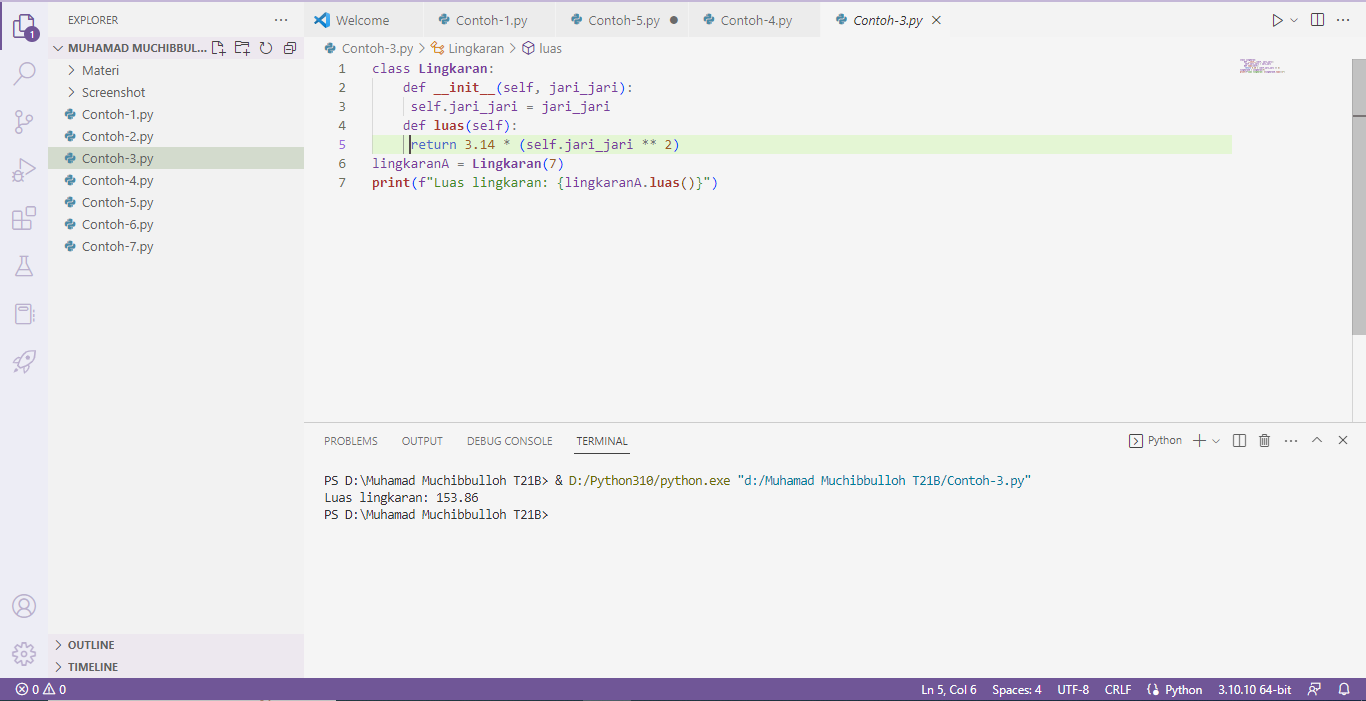 EXPLORER
MUHAMAD MUCHIBBUL...
Materi
Screenshot
Contoh-1.py
Contoh-2.py
Contoh-3.py
Contoh-4.py
Contoh-5.py
Contoh-6.py
Contoh-7.py
OUTLINE
TIMELINE
1
Welcome Contoh-1.py Contoh-5.py Contoh-4.py Contoh-3.py
Contoh-3.py > Lingkaran > luas
1 class Lingkaran:
2 def __init__(self, jari_jari):
3 self.jari_jari = jari_jari
4 def luas(self):
5 return 3.14 * (self.jari_jari ** 2)
6 lingkaranA = Lingkaran(7)
7 print(f"Luas lingkaran: {lingkaranA.luas()}")
PROBLEMS OUTPUT DEBUG CONSOLE TERMINAL Python
PS D:\Muhamad Muchibbulloh T21B> & D:/Python310/python.exe "d:/Muhamad Muchibbulloh T21B/Contoh-3.py"
Luas lingkaran: 153.86
PS D:\Muhamad Muchibbulloh T21B>
0 0 Ln 5, Col 6 Spaces: 4 UTF-8 CRLF Python 3.10.10 64-bit